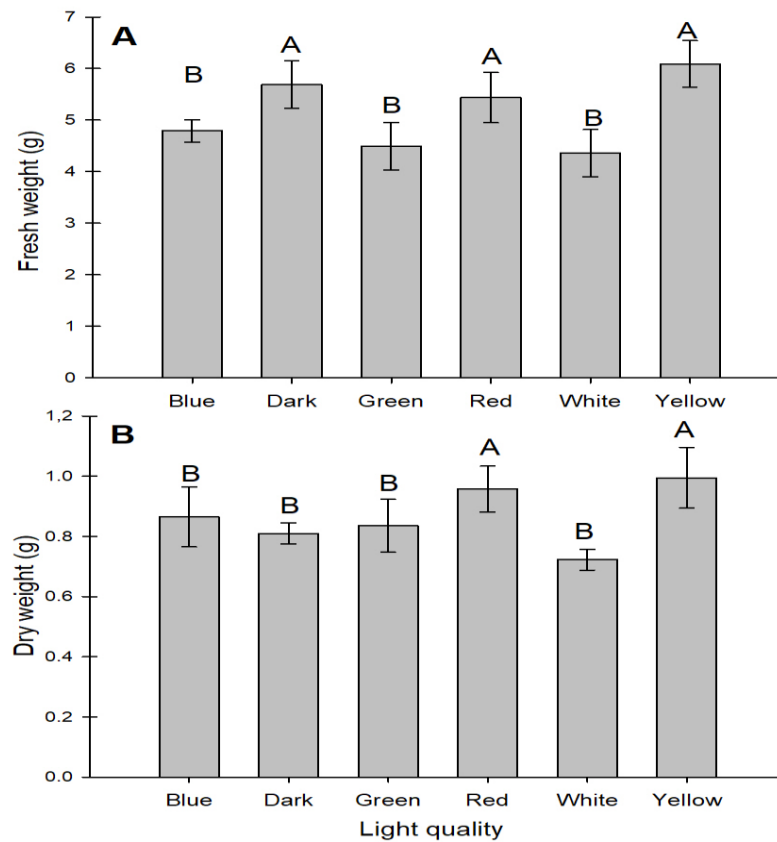 A
Fresh weight (g)
7
6
5
4
3
2
1
0
B
A
B
A
B
A
Blue Dark Green Red White Yellow
B
Dry weight (g)
1,2
1.0
0.8
0.6
0.4
0.2
0.0
B
B
B
A
B
A
Blue Dark Green Red White Yellow
Light quality